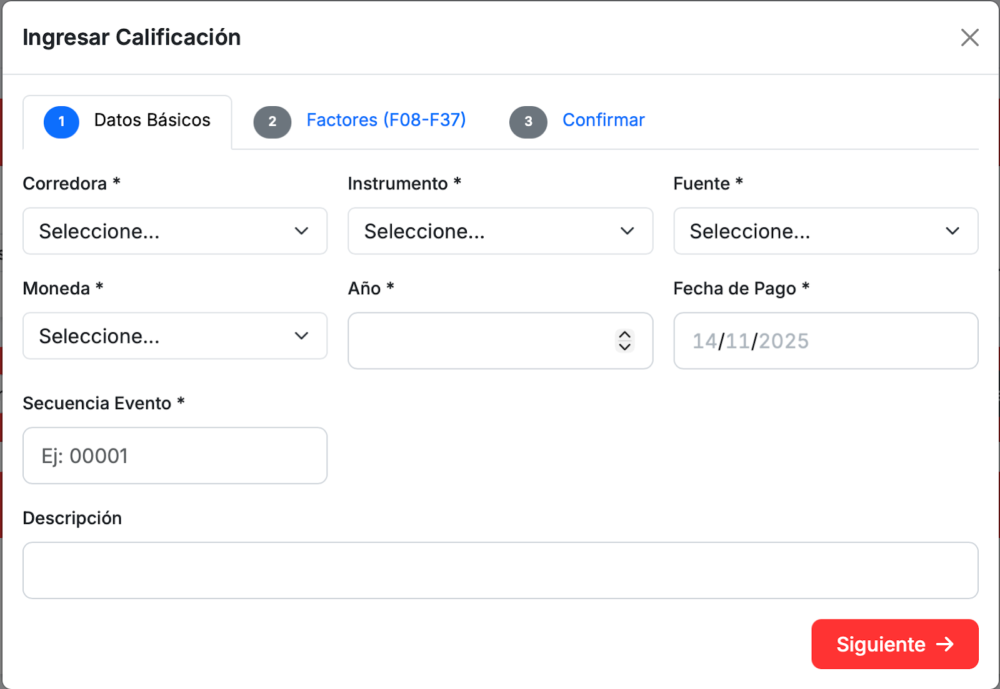 Ingresar Calificación
1 Datos Básicos 2 Factores (F08-F37) 3 Confirmar
Corredora * Instrumento * Fuente *
Seleccione... Seleccione... Seleccione...
Moneda * Año * Fecha de Pago *
Seleccione... 14/11/2025
Secuencia Evento *
Ej: 00001
Descripción
Siguiente →